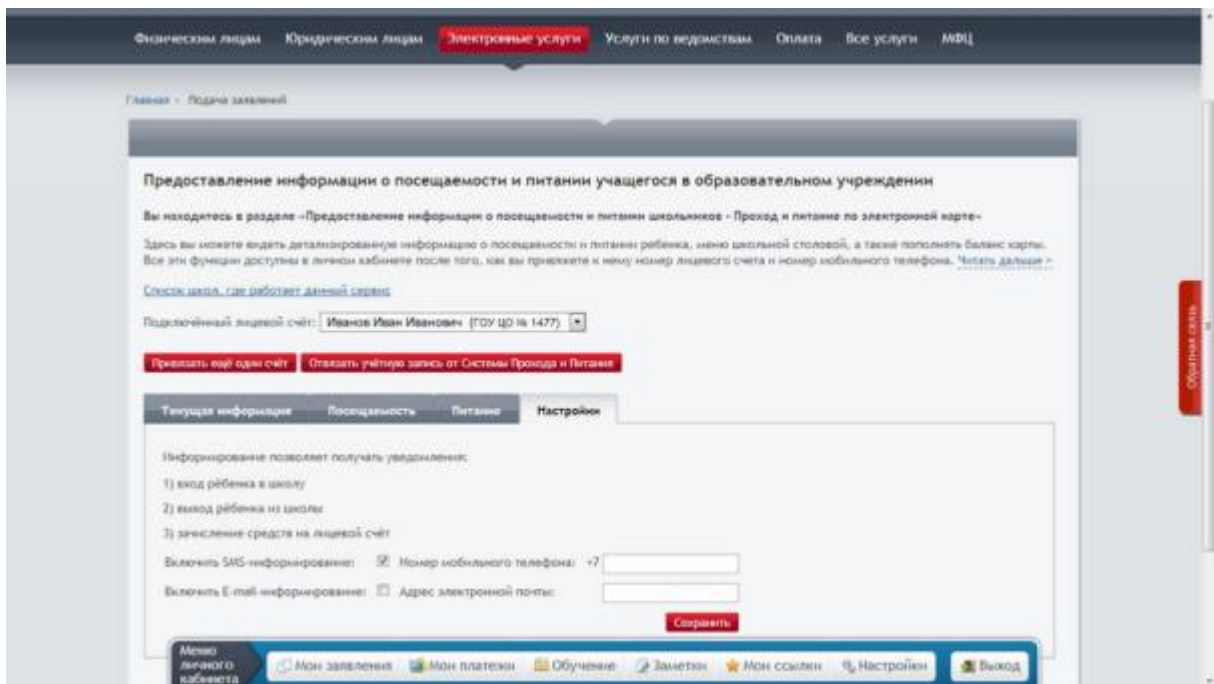 Физическим лицам Юридическим лицам Электронные услуги Услуги по ведомствам Оплата Все услуги МФЦ
Главная › Подача заявлений
Предоставление информации о посещаемости и питании учащегося в образовательном учреждении
Вы находитесь в разделе «Предоставление информации о посещаемости и питании школьников - Проход и питание по электронной карте»
Здесь вы можете видеть детализированную информацию о посещаемости и питании ребенка, меню школьной столовой, а также пополнять баланс карты.
Все эти функции доступны в личном кабинете после того, как вы привяжете к нему номер лицевого счета и номер мобильного телефона. Читать дальше »
Список школ, где работает данный сервис
Подключённый лицевой счёт: Иванов Иван Иванович (ГОУ ЦО № 1477)
Привязать ещё один счёт Отвязать учётную запись от Системы Прохода и Питания
Обратная связь
Текущая информация Посещаемость Питание Настройки
Информирование позволяет получать уведомления:
1) вход ребёнка в школу
2) выход ребёнка из школы
3) зачисление средств на лицевой счёт
Включить SMS-информирование: Номер мобильного телефона: +7
Включить E-mail информирование: Адрес электронной почты:
Сохранить
Меню
личного
кабинета
Мои заявления Мои платежи Обучение Заметки Мои ссылки Настройки Выход